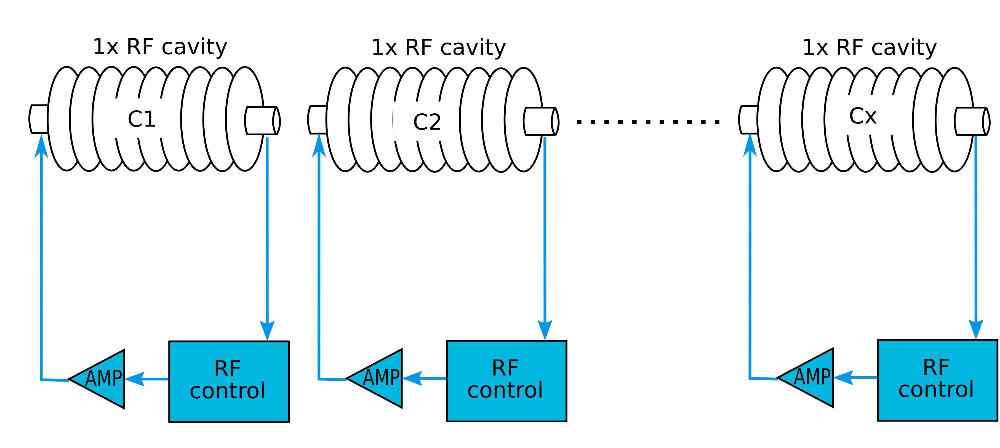 1x RF cavity
1x RF cavity
1x RF cavity
C1
C2
Cx
AMP
RF
control
AMP
RF
control
AMP
RF
control